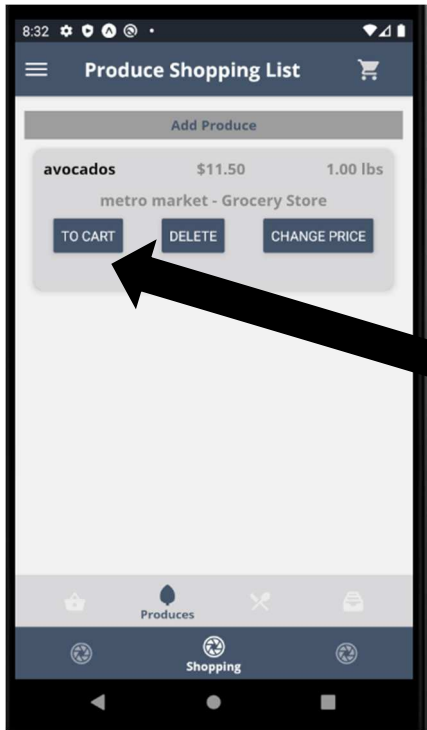 8:32
Produce Shopping List
Add Produce
avocados $11.50 1.00 lbs
metro market - Grocery Store
TO CART DELETE CHANGE PRICE
Produces
Shopping